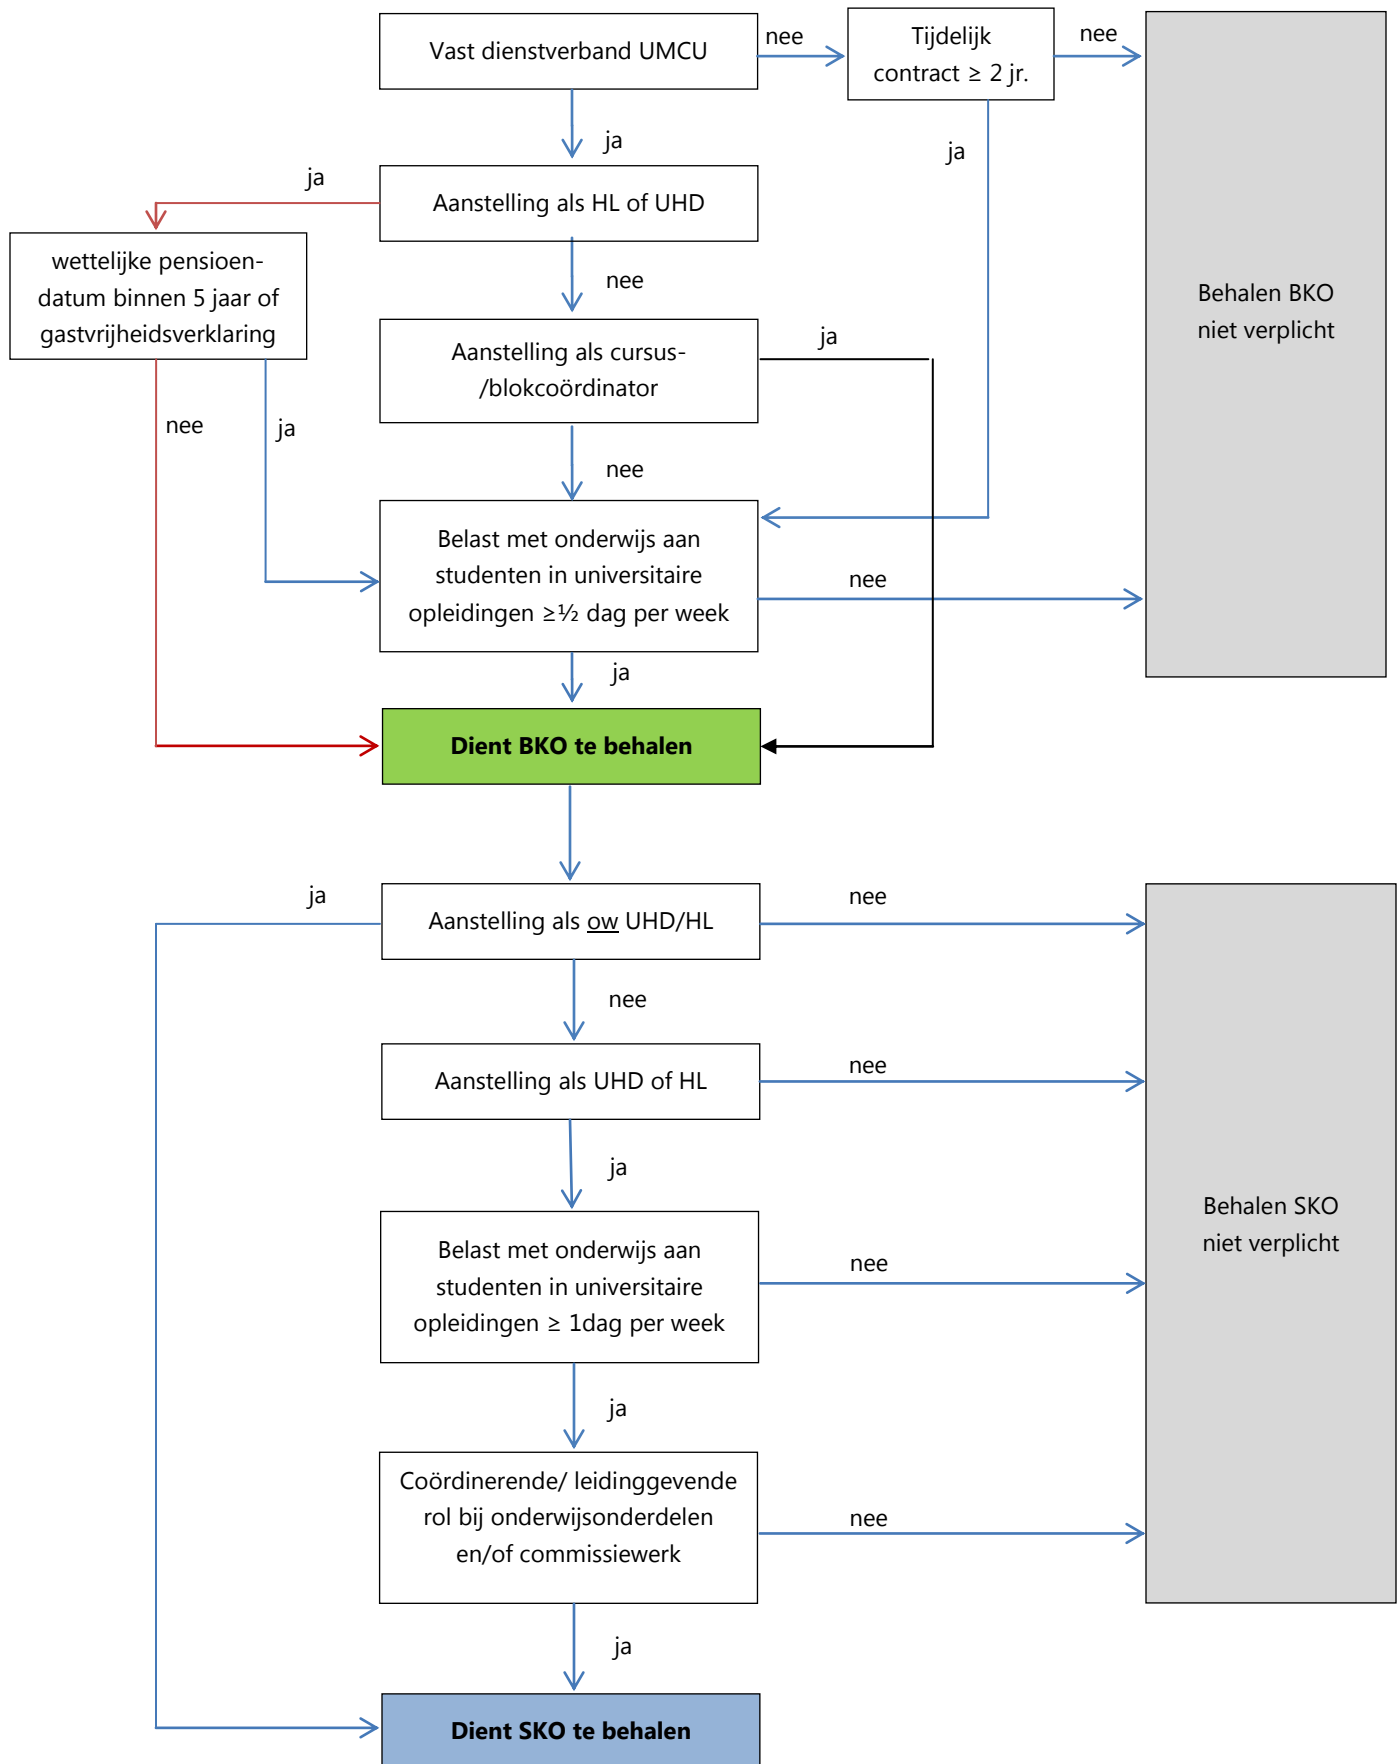 Vast dienstverband UMCU
nee
Tijdelijk
contract ≥ 2 jr.
nee
ja
ja
ja
Aanstelling als HL of UHD
wettelijke pensioen-
datum binnen 5 jaar of
gastvrijheidsverklaring
nee
Behalen BKO
niet verplicht
Aanstelling als cursus-
/blokcoördinator
ja
nee
ja
nee
Belast met onderwijs aan
studenten in universitaire
opleidingen ≥½ dag per week
nee
ja
Dient BKO te behalen
ja
Aanstelling als ow UHD/HL
nee
nee
Aanstelling als UHD of HL
nee
ja
Behalen SKO
niet verplicht
Belast met onderwijs aan
studenten in universitaire
opleidingen ≥ 1dag per week
nee
ja
Coördinerende/ leidinggevende
rol bij onderwijsonderdelen
en/of commissiewerk
nee
ja
Dient SKO te behalen